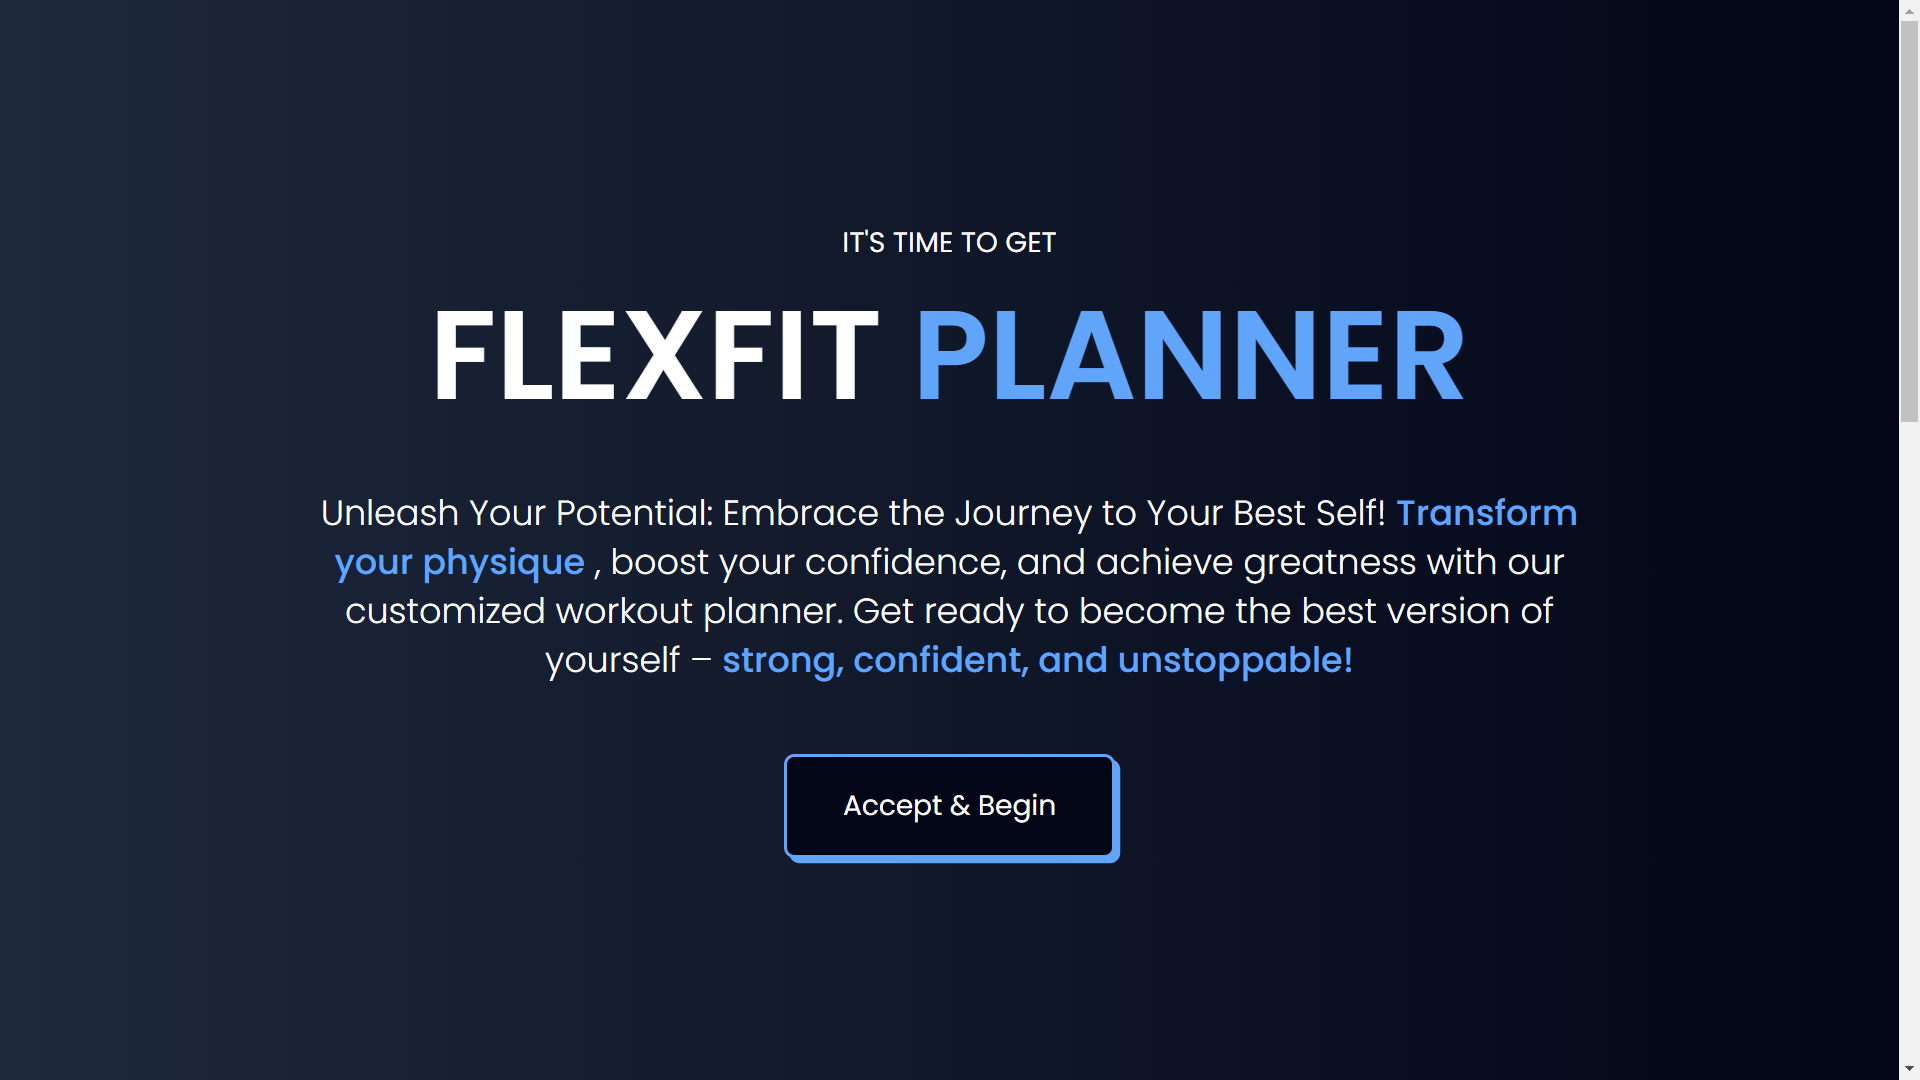 IT'S TIME TO GET
FLEXFIT PLANNER
Unleash Your Potential: Embrace the Journey to Your Best Self! Transform
your physique , boost your confidence, and achieve greatness with our
customized workout planner. Get ready to become the best version of
yourself – strong, confident, and unstoppable!
Accept & Begin